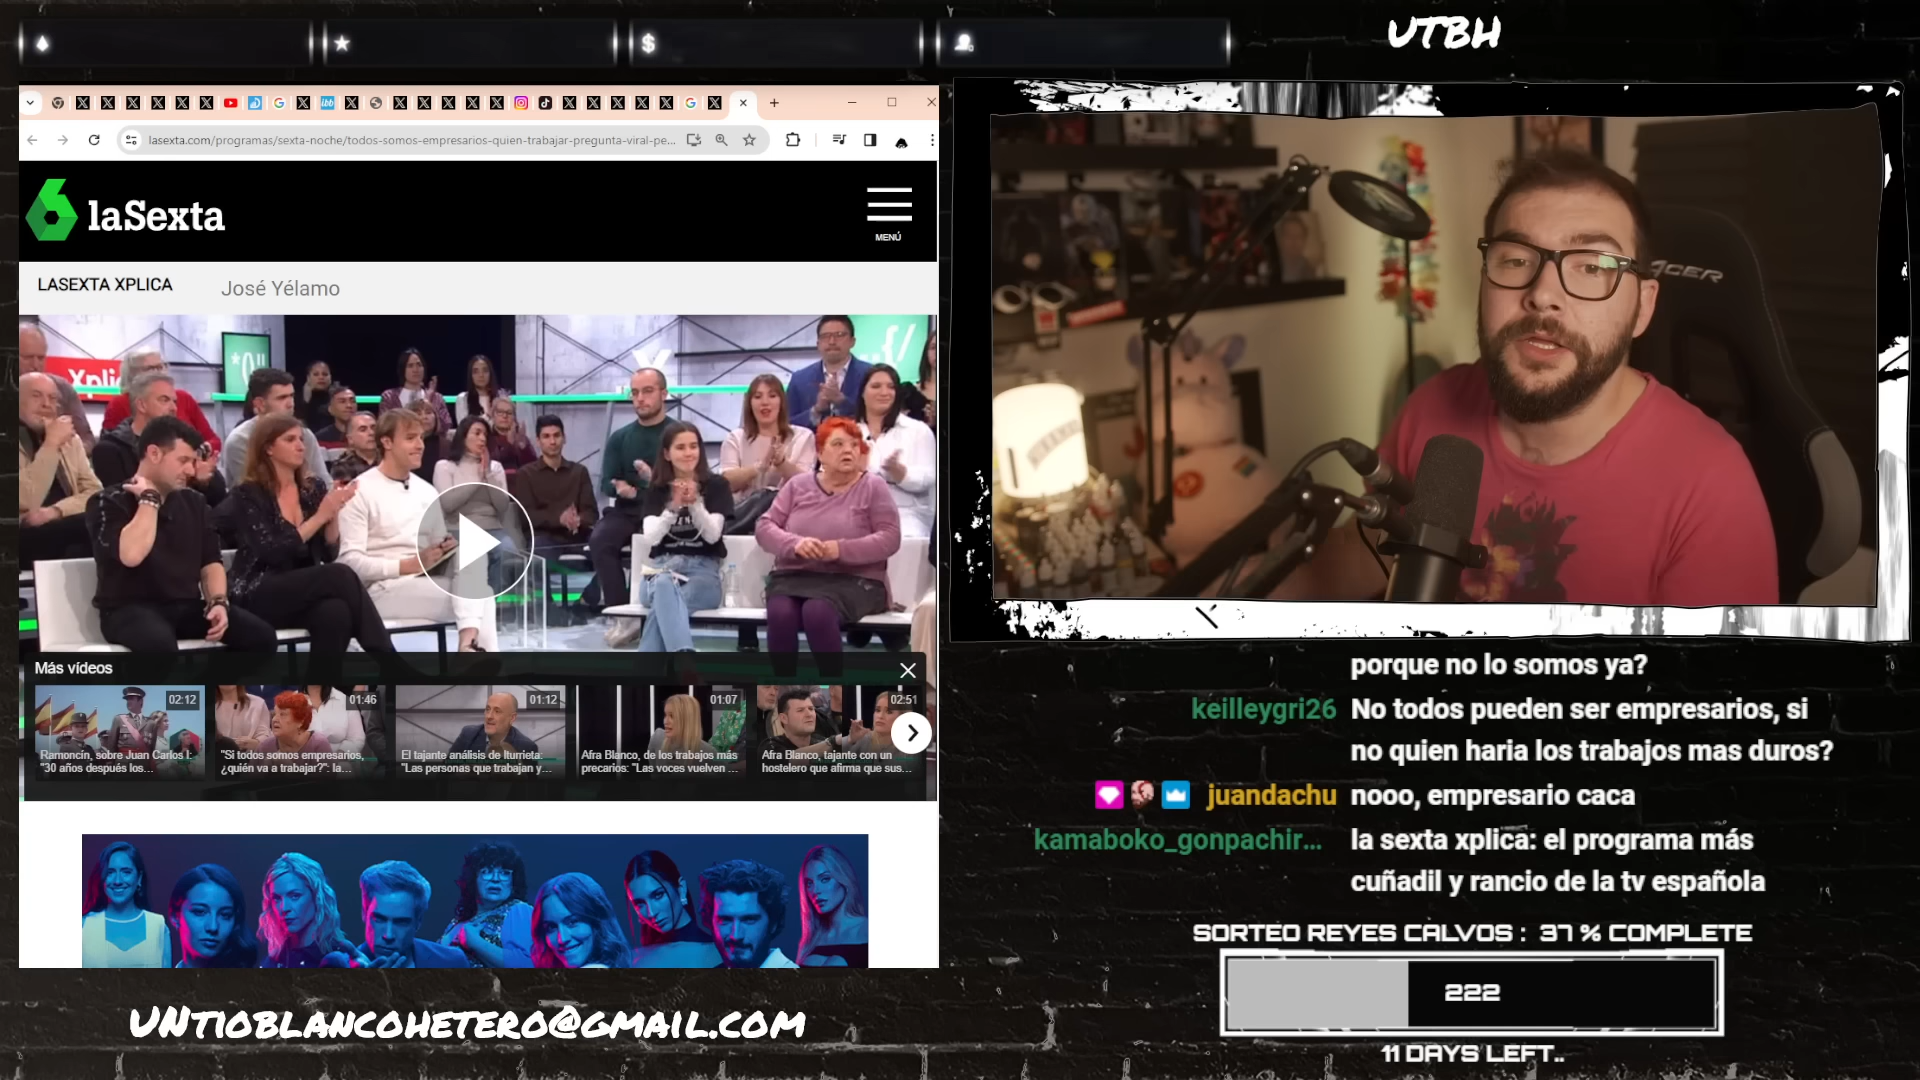 UTBH
lasexta.com/programas/sexta-noche/todos-somos-empresarios-quien-trabajar-pregunta-viral-pe...
laSexta
MENÚ
LASEXTA XPLICA
José Yélamo
Xplic
Más vídeos
02:12
01:46
01:12
01:07
02:51
Ramoncín, sobre Juan Carlos I:
"30 años después los...
"Si todos somos empresarios,
¿quién va a trabajar?": la...
El tajante análisis de Iturrieta:
"Las personas que trabajan y...
Afra Blanco, de los trabajos más
precarios: "Las voces vuelven ...
Afra Blanco, tajante con un
hostelero que afirma que sus...
UNTIOBLANCOHETERO@GMAIL.COM
ACER
porque no lo somos ya?
keilleygri26 No todos pueden ser empresarios, si
no quien haria los trabajos mas duros?
juandachu nooo, empresario caca
kamaboko_gonpachir... la sexta xplica: el programa más
cuñadil y rancio de la tv española
SORTEO REYES CALVOS : 37 % COMPLETE
222
11 DAYS LEFT..